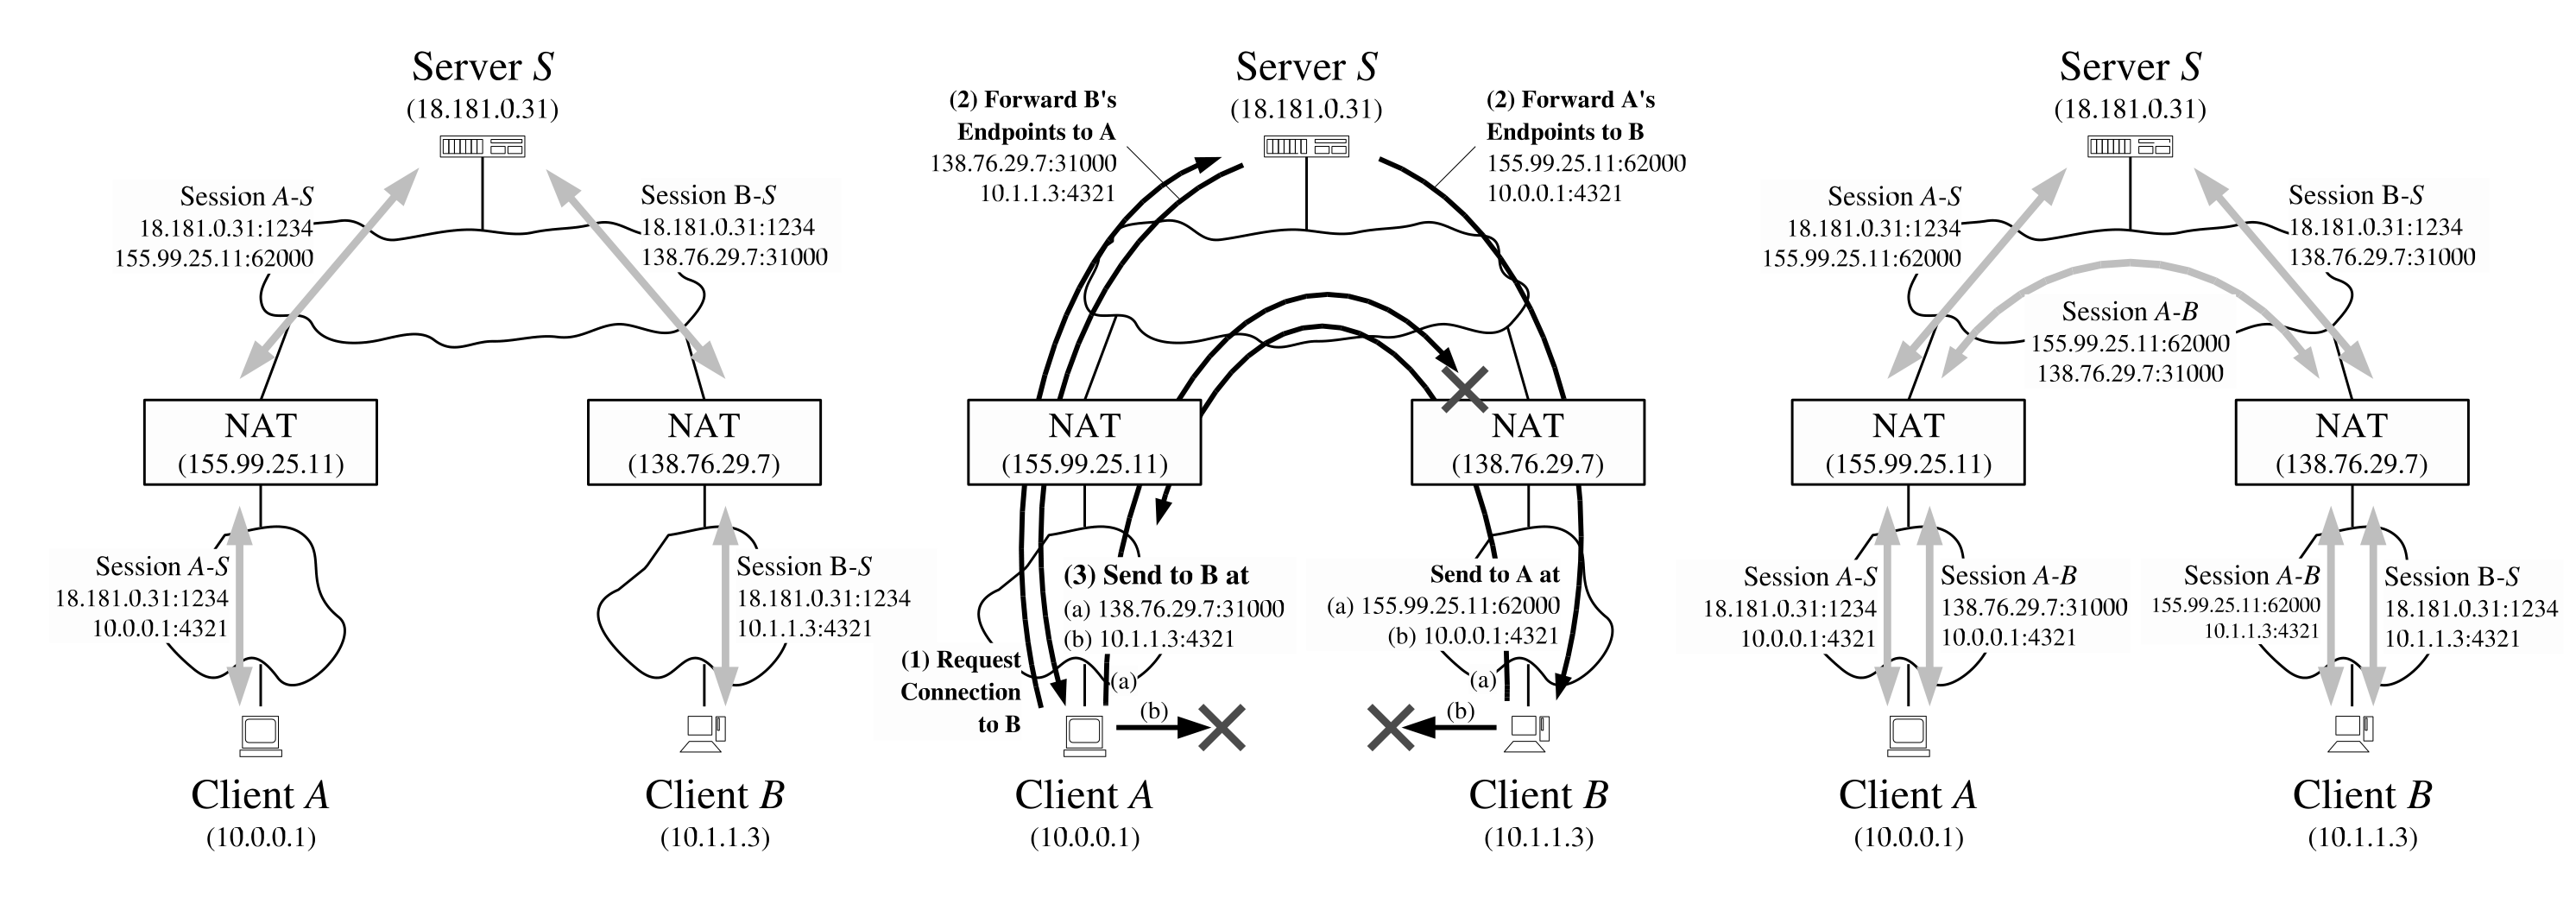 Server S
(18.181.0.31)
Session A-S
18.181.0.31:1234
155.99.25.11:62000
Session B-S
18.181.0.31:1234
138.76.29.7:31000
NAT
(155.99.25.11)
NAT
(138.76.29.7)
Session A-S
18.181.0.31:1234
10.0.0.1:4321
Session B-S
18.181.0.31:1234
10.1.1.3:4321
Client A
(10.0.0.1)
Client B
(10.1.1.3)
Server S
(18.181.0.31)
(2) Forward B's
Endpoints to A
138.76.29.7:31000
10.1.1.3:4321
(2) Forward A's
Endpoints to B
155.99.25.11:62000
10.0.0.1:4321
NAT
(155.99.25.11)
NAT
(138.76.29.7)
(3) Send to B at
(a) 138.76.29.7:31000
(b) 10.1.1.3:4321
Send to A at
(a) 155.99.25.11:62000
(b) 10.0.0.1:4321
(1) Request
Connection
to B
(a)
(b)
(a)
(b)
Client A
(10.0.0.1)
Client B
(10.1.1.3)
Server S
(18.181.0.31)
Session A-S
18.181.0.31:1234
155.99.25.11:62000
Session B-S
18.181.0.31:1234
138.76.29.7:31000
Session A-B
155.99.25.11:62000
138.76.29.7:31000
NAT
(155.99.25.11)
NAT
(138.76.29.7)
Session A-S
18.181.0.31:1234
10.0.0.1:4321
Session A-B
138.76.29.7:31000
10.0.0.1:4321
Session A-B
155.99.25.11:62000
10.1.1.3:4321
Session B-S
18.181.0.31:1234
10.1.1.3:4321
Client A
(10.0.0.1)
Client B
(10.1.1.3)